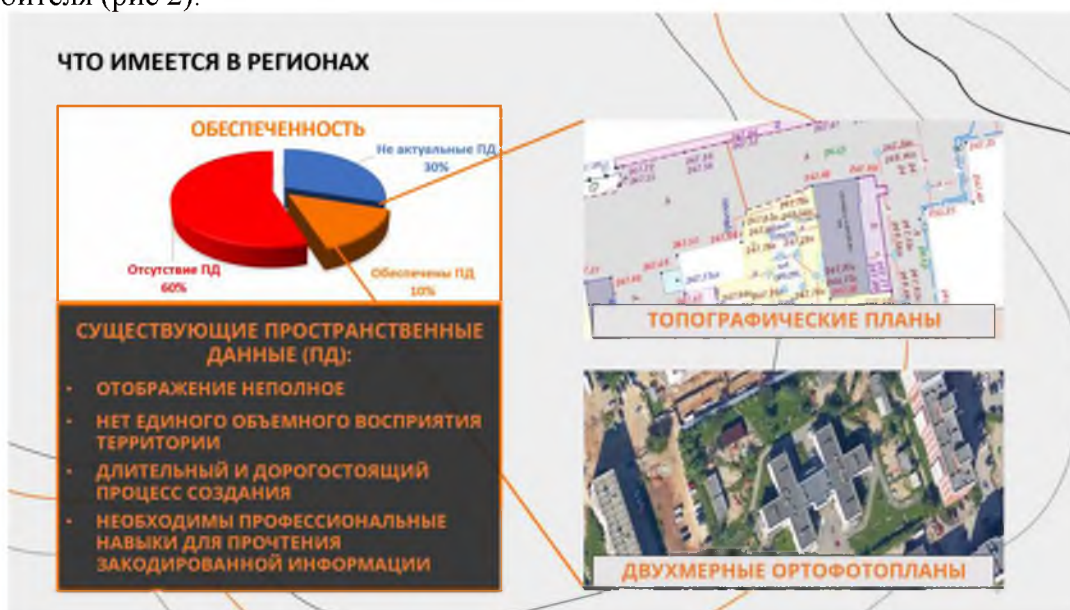 бителя (рис 2).
ЧТО ИМЕЕТСЯ В РЕГИОНАХ
ОБЕСПЕЧЕННОСТЬ
Не актуальные ПД
30%
Отсутствие ПД
60%
Обеспечены ПД
10%
СУЩЕСТВУЮЩИЕ ПРОСТРАНСТВЕННЫЕ
ДАННЫЕ (ПД):
• ОТОБРАЖЕНИЕ НЕПОЛНОЕ
• НЕТ ЕДИНОГО ОБЪЕМНОГО ВОСПРИЯТИЯ
ТЕРРИТОРИИ
• ДЛИТЕЛЬНЫЙ И ДОРОГОСТОЯЩИЙ
ПРОЦЕСС СОЗДАНИЯ
• НЕОБХОДИМЫ ПРОФЕССИОНАЛЬНЫЕ
НАВЫКИ ДЛЯ ПРОЧТЕНИЯ
ЗАКОДИРОВАННОЙ ИНФОРМАЦИИ
ТОПОГРАФИЧЕСКИЕ ПЛАНЫ
ДВУХМЕРНЫЕ ОРТОФОТОПЛАНЫ